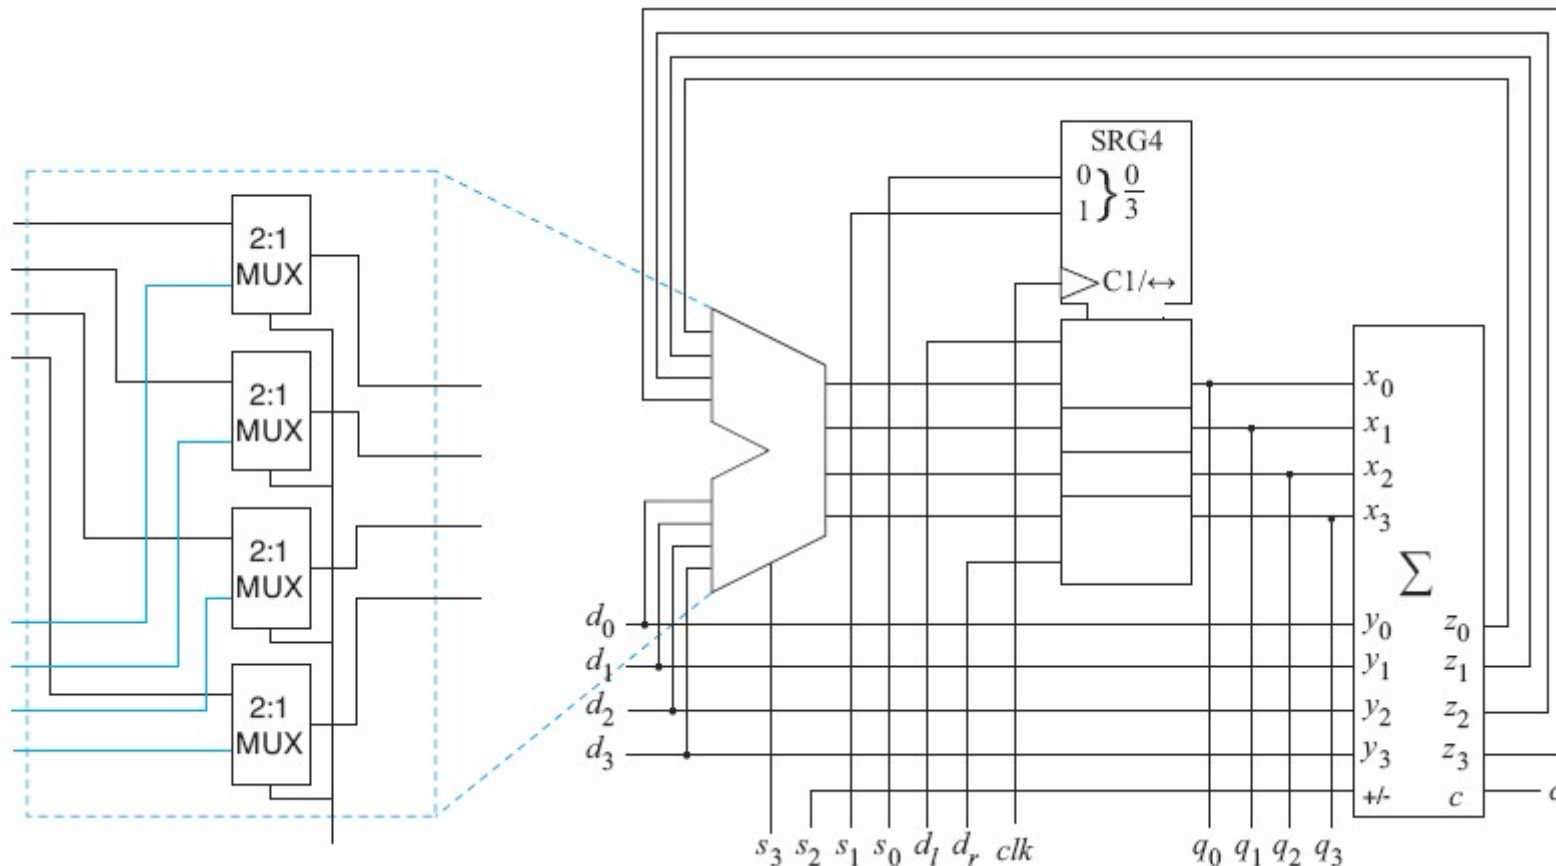 2:1
MUX
2:1
MUX
2:1
MUX
2:1
MUX
SRG4
0 } 0
1 3
C1/↔
x0
x1
x2
x3
Σ
d0 y0 z0
d1 y1 z1
d2 y2 z2
d3 y3 z3
+/- c
s3 s2 s1 s0 dl dr clk q0 q1 q2 q3